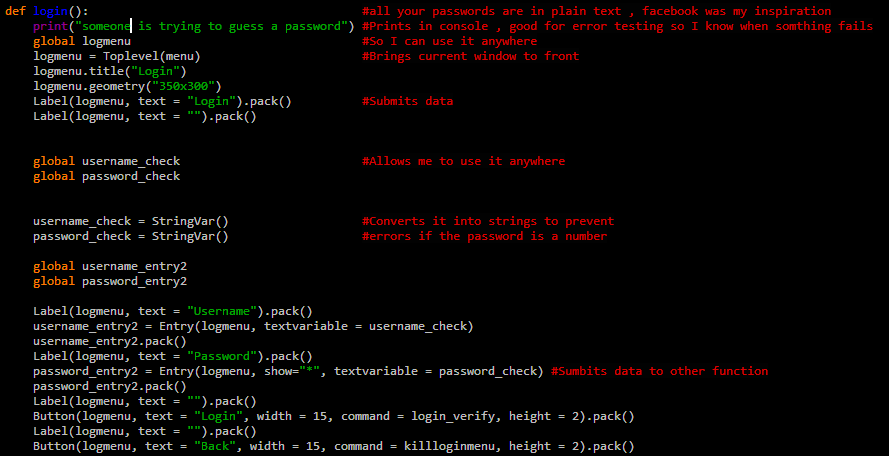 def login(): #all your passwords are in plain text , facebook was my inspiration
print("someone is trying to guess a password") #Prints in console , good for error testing so I know when somthing fails
global logmenu #So I can use it anywhere
logmenu = Toplevel(menu) #Brings current window to front
logmenu.title("Login")
logmenu.geometry("350x300")
Label(logmenu, text = "Login").pack() #Submits data
Label(logmenu, text = "").pack()
global username_check #Allows me to use it anywhere
global password_check
username_check = StringVar() #Converts it into strings to prevent
password_check = StringVar() #errors if the password is a number
global username_entry2
global password_entry2
Label(logmenu, text = "Username").pack()
username_entry2 = Entry(logmenu, textvariable = username_check)
username_entry2.pack()
Label(logmenu, text = "Password").pack()
password_entry2 = Entry(logmenu, show="*", textvariable = password_check) #Sumbits data to other function
password_entry2.pack()
Label(logmenu, text = "").pack()
Button(logmenu, text = "Login", width = 15, command = login_verify, height = 2).pack()
Label(logmenu, text = "").pack()
Button(logmenu, text = "Back", width = 15, command = killloginmenu, height = 2).pack()